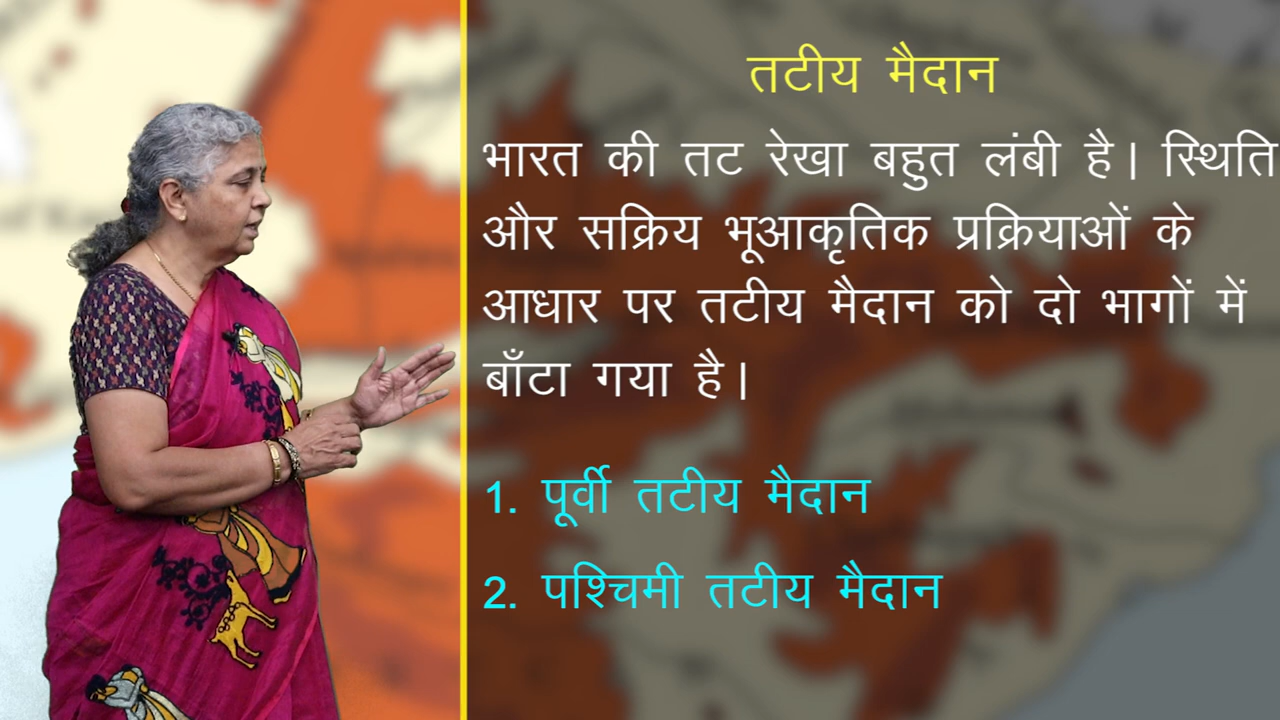 तटीय मैदान
भारत की तट रेखा बहुत लंबी है। स्थिति
और सक्रिय भूआकृतिक प्रक्रियाओं के
आधार पर तटीय मैदान को दो भागों में
बाँटा गया है।
1. पूर्वी तटीय मैदान
2. पश्चिमी तटीय मैदान